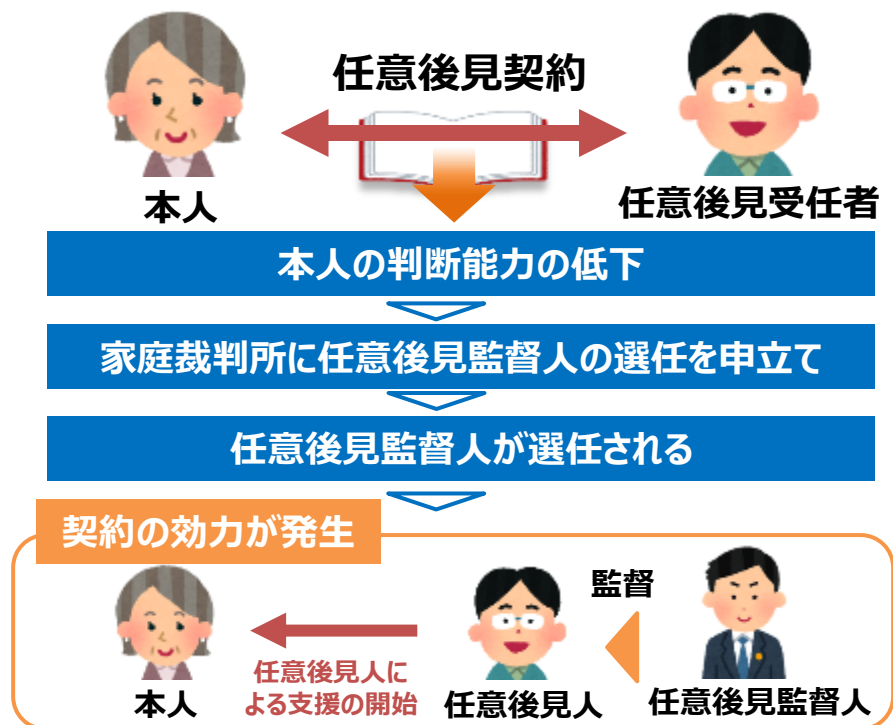 任意後見契約
本人
任意後見受任者
本人の判断能力の低下
家庭裁判所に任意後見監督人の選任を申立て
任意後見監督人が選任される
契約の効力が発生
監督
任意後見人に
よる支援の開始
本人
任意後見人
任意後見監督人